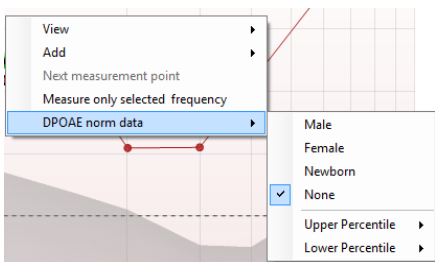 View
Add
Next measurement point
Measure only selected frequency
DPOAE norm data
Male
Female
Newborn
None
Upper Percentile
Lower Percentile